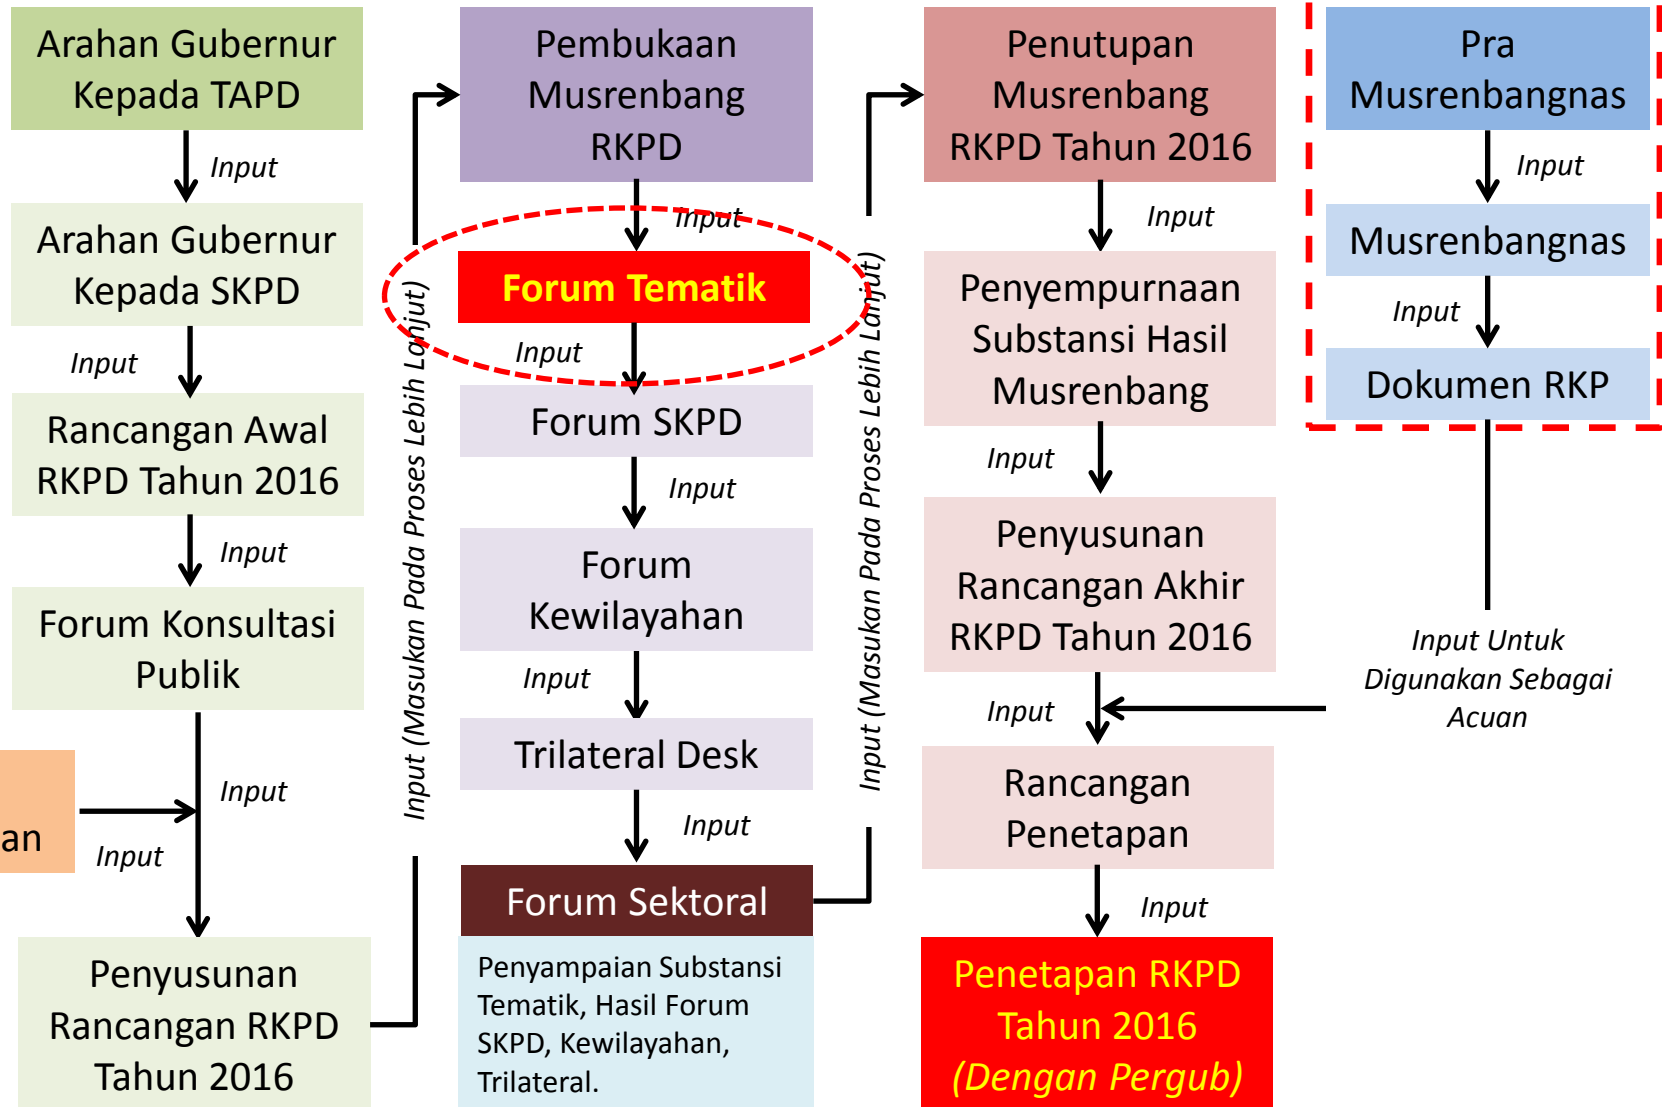 Arahan Gubernur
Kepada TAPD
Input
Arahan Gubernur
Kepada SKPD
Input
Rancangan Awal
RKPD Tahun 2016
Input
Forum Konsultasi
Publik
Input
an
Input
Penyusunan
Rancangan RKPD
Tahun 2016
Input (Masukan Pada Proses Lebih Lanjut)
Pembukaan
Musrenbang
RKPD
Input
Forum Tematik
Input
Forum SKPD
Input
Forum
Kewilayahan
Input
Trilateral Desk
Input
Forum Sektoral
Penyampaian Substansi
Tematik, Hasil Forum
SKPD, Kewilayahan,
Trilateral.
Input (Masukan Pada Proses Lebih Lanjut)
Penutupan
Musrenbang
RKPD Tahun 2016
Input
Penyempurnaan
Substansi Hasil
Musrenbang
Input
Penyusunan
Rancangan Akhir
RKPD Tahun 2016
Input
Rancangan
Penetapan
Input
Penetapan RKPD
Tahun 2016
(Dengan Pergub)
Pra
Musrenbangnas
Input
Musrenbangnas
Input
Dokumen RKP
Input Untuk
Digunakan Sebagai
Acuan